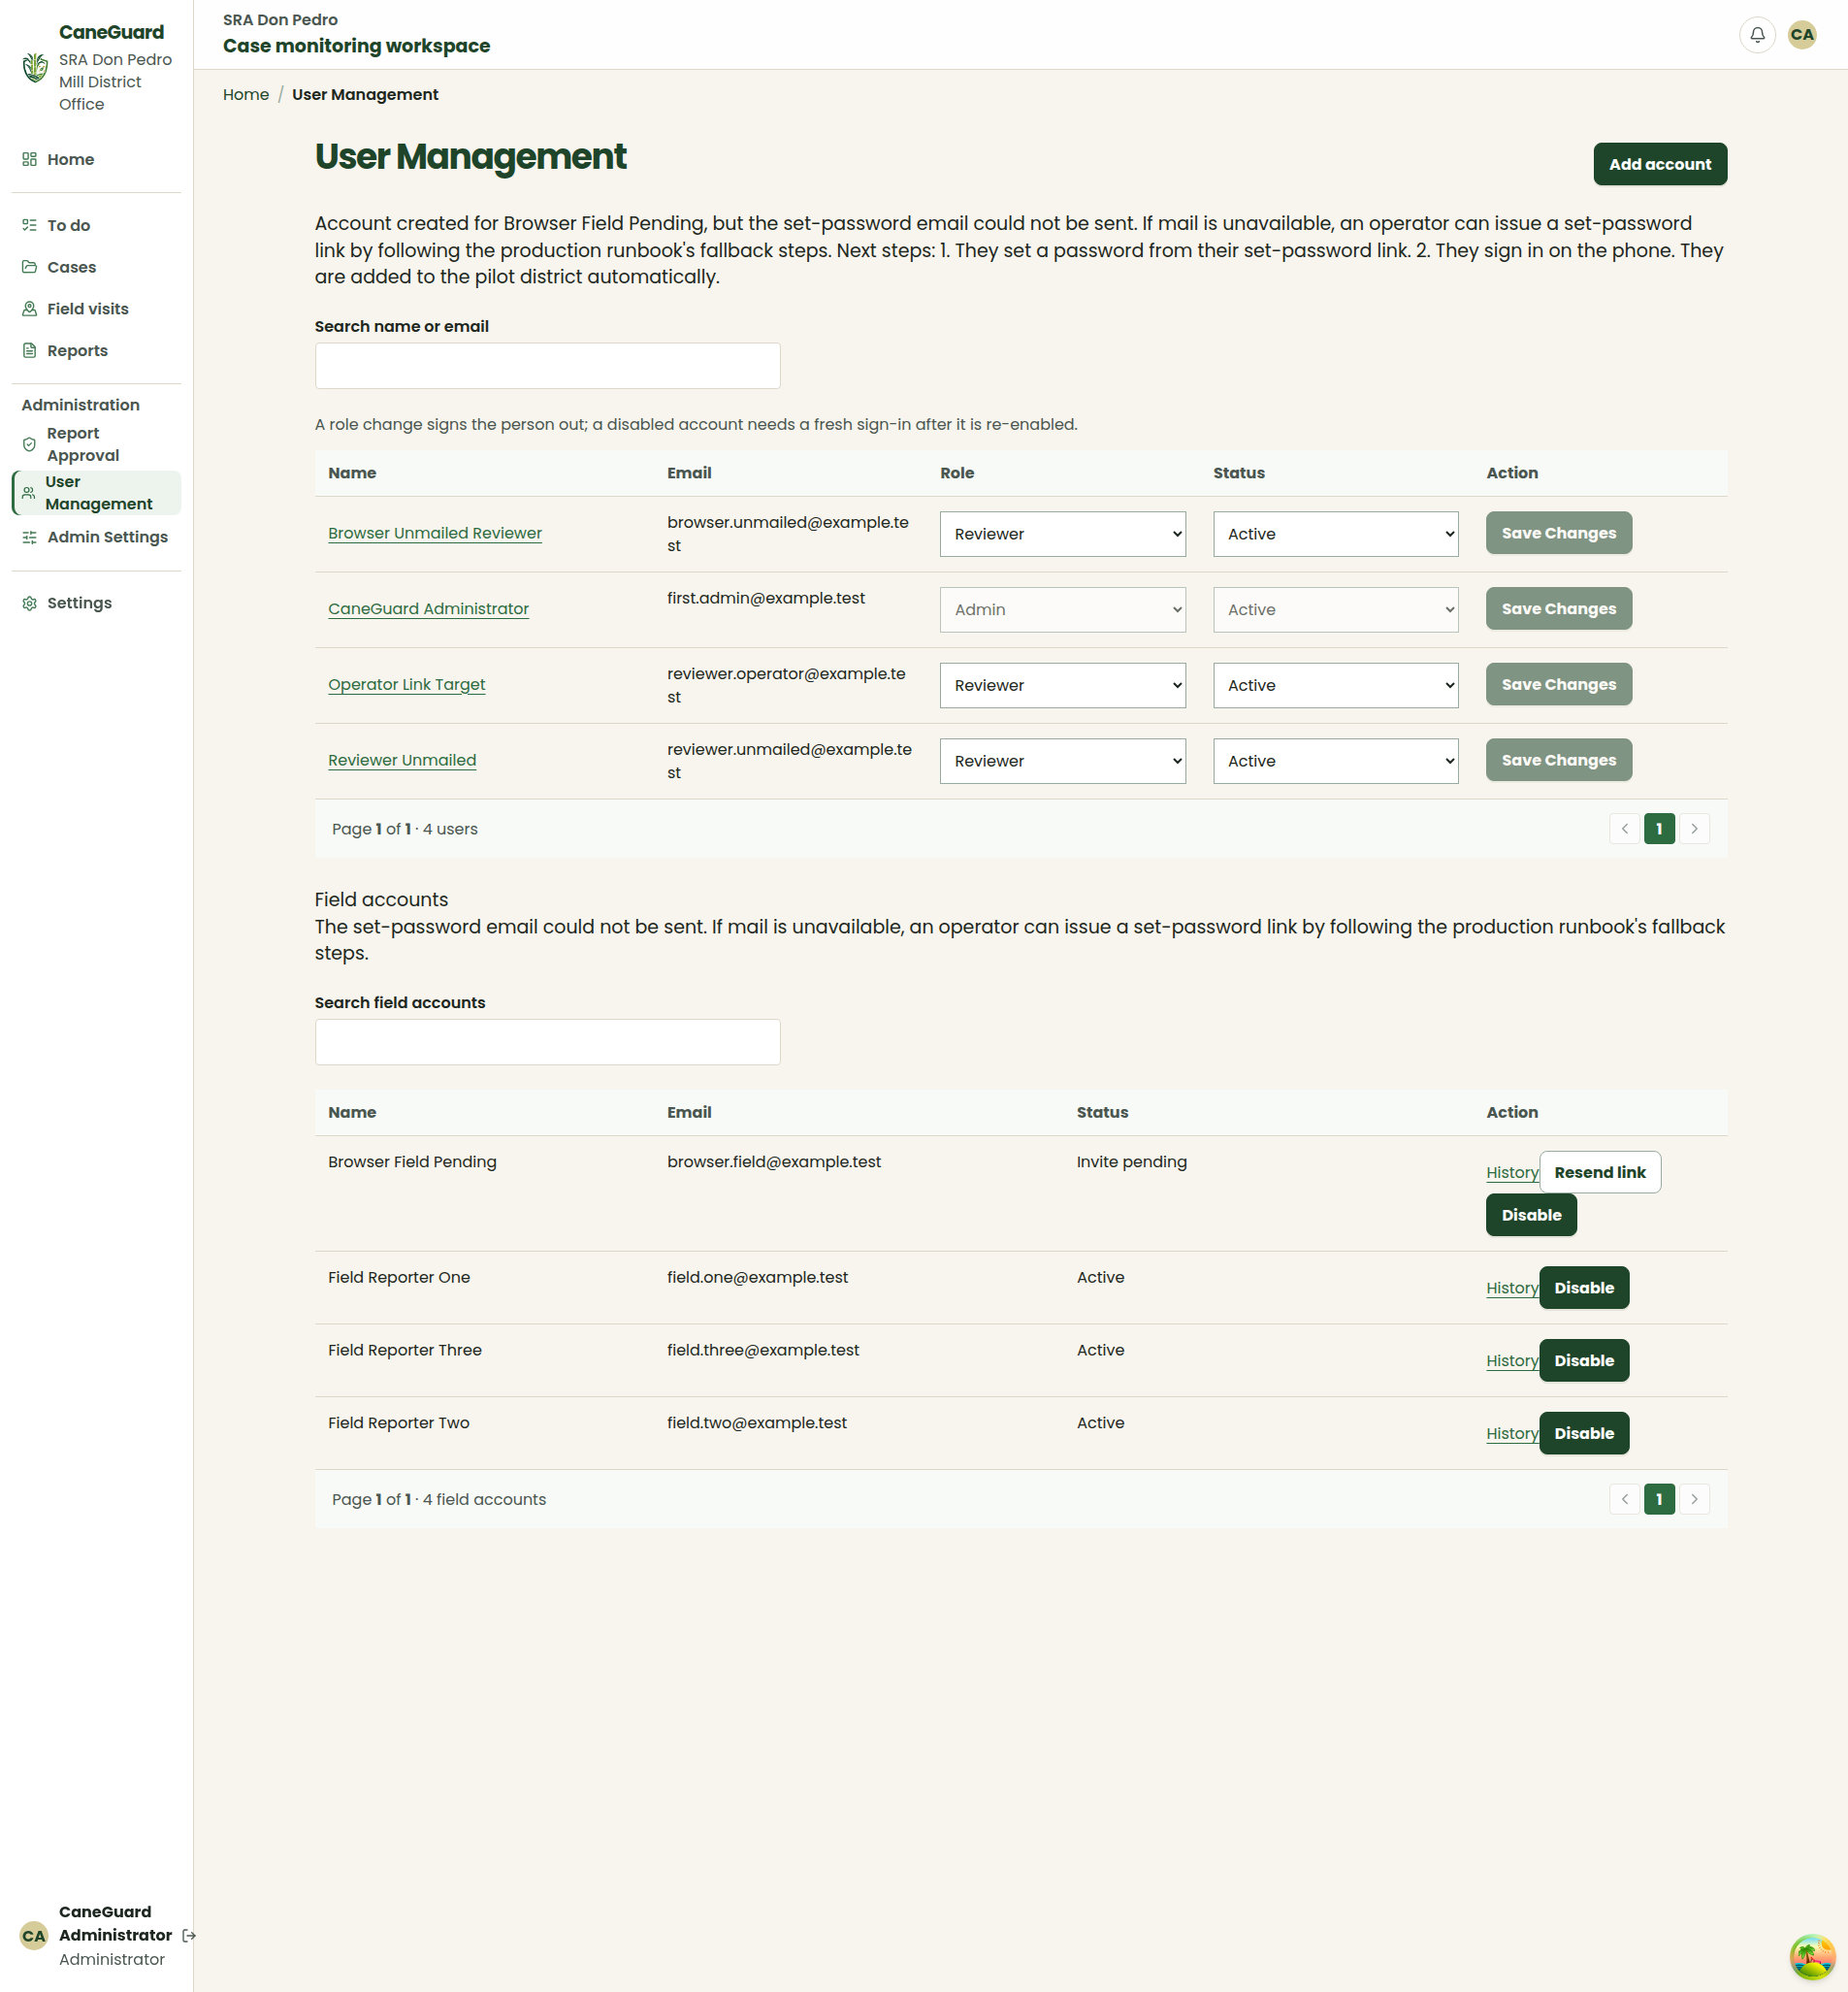 CaneGuard
SRA Don Pedro
Mill District
Office
Home
To do
Cases
Field visits
Reports
Administration
Report
Approval
User
Management
Admin Settings
Settings
CA
CaneGuard
Administrator
Administrator
SRA Don Pedro
Case monitoring workspace
CA
Home / User Management
User Management
Add account
Account created for Browser Field Pending, but the set-password email could not be sent. If mail is unavailable, an operator can issue a set-password
link by following the production runbook's fallback steps. Next steps: 1. They set a password from their set-password link. 2. They sign in on the phone. They
are added to the pilot district automatically.
Search name or email
A role change signs the person out; a disabled account needs a fresh sign-in after it is re-enabled.
Name Email Role Status Action
Browser Unmailed Reviewer browser.unmailed@example.te Reviewer Active Save Changes
st
CaneGuard Administrator first.admin@example.test Admin Active Save Changes
Operator Link Target reviewer.operator@example.te Reviewer Active Save Changes
st
Reviewer Unmailed reviewer.unmailed@example.te Reviewer Active Save Changes
st
Page 1 of 1 · 4 users 1
Field accounts
The set-password email could not be sent. If mail is unavailable, an operator can issue a set-password link by following the production runbook's fallback
steps.
Search field accounts
Name Email Status Action
Browser Field Pending browser.field@example.test Invite pending History Resend link
Disable
Field Reporter One field.one@example.test Active History Disable
Field Reporter Three field.three@example.test Active History Disable
Field Reporter Two field.two@example.test Active History Disable
Page 1 of 1 · 4 field accounts 1